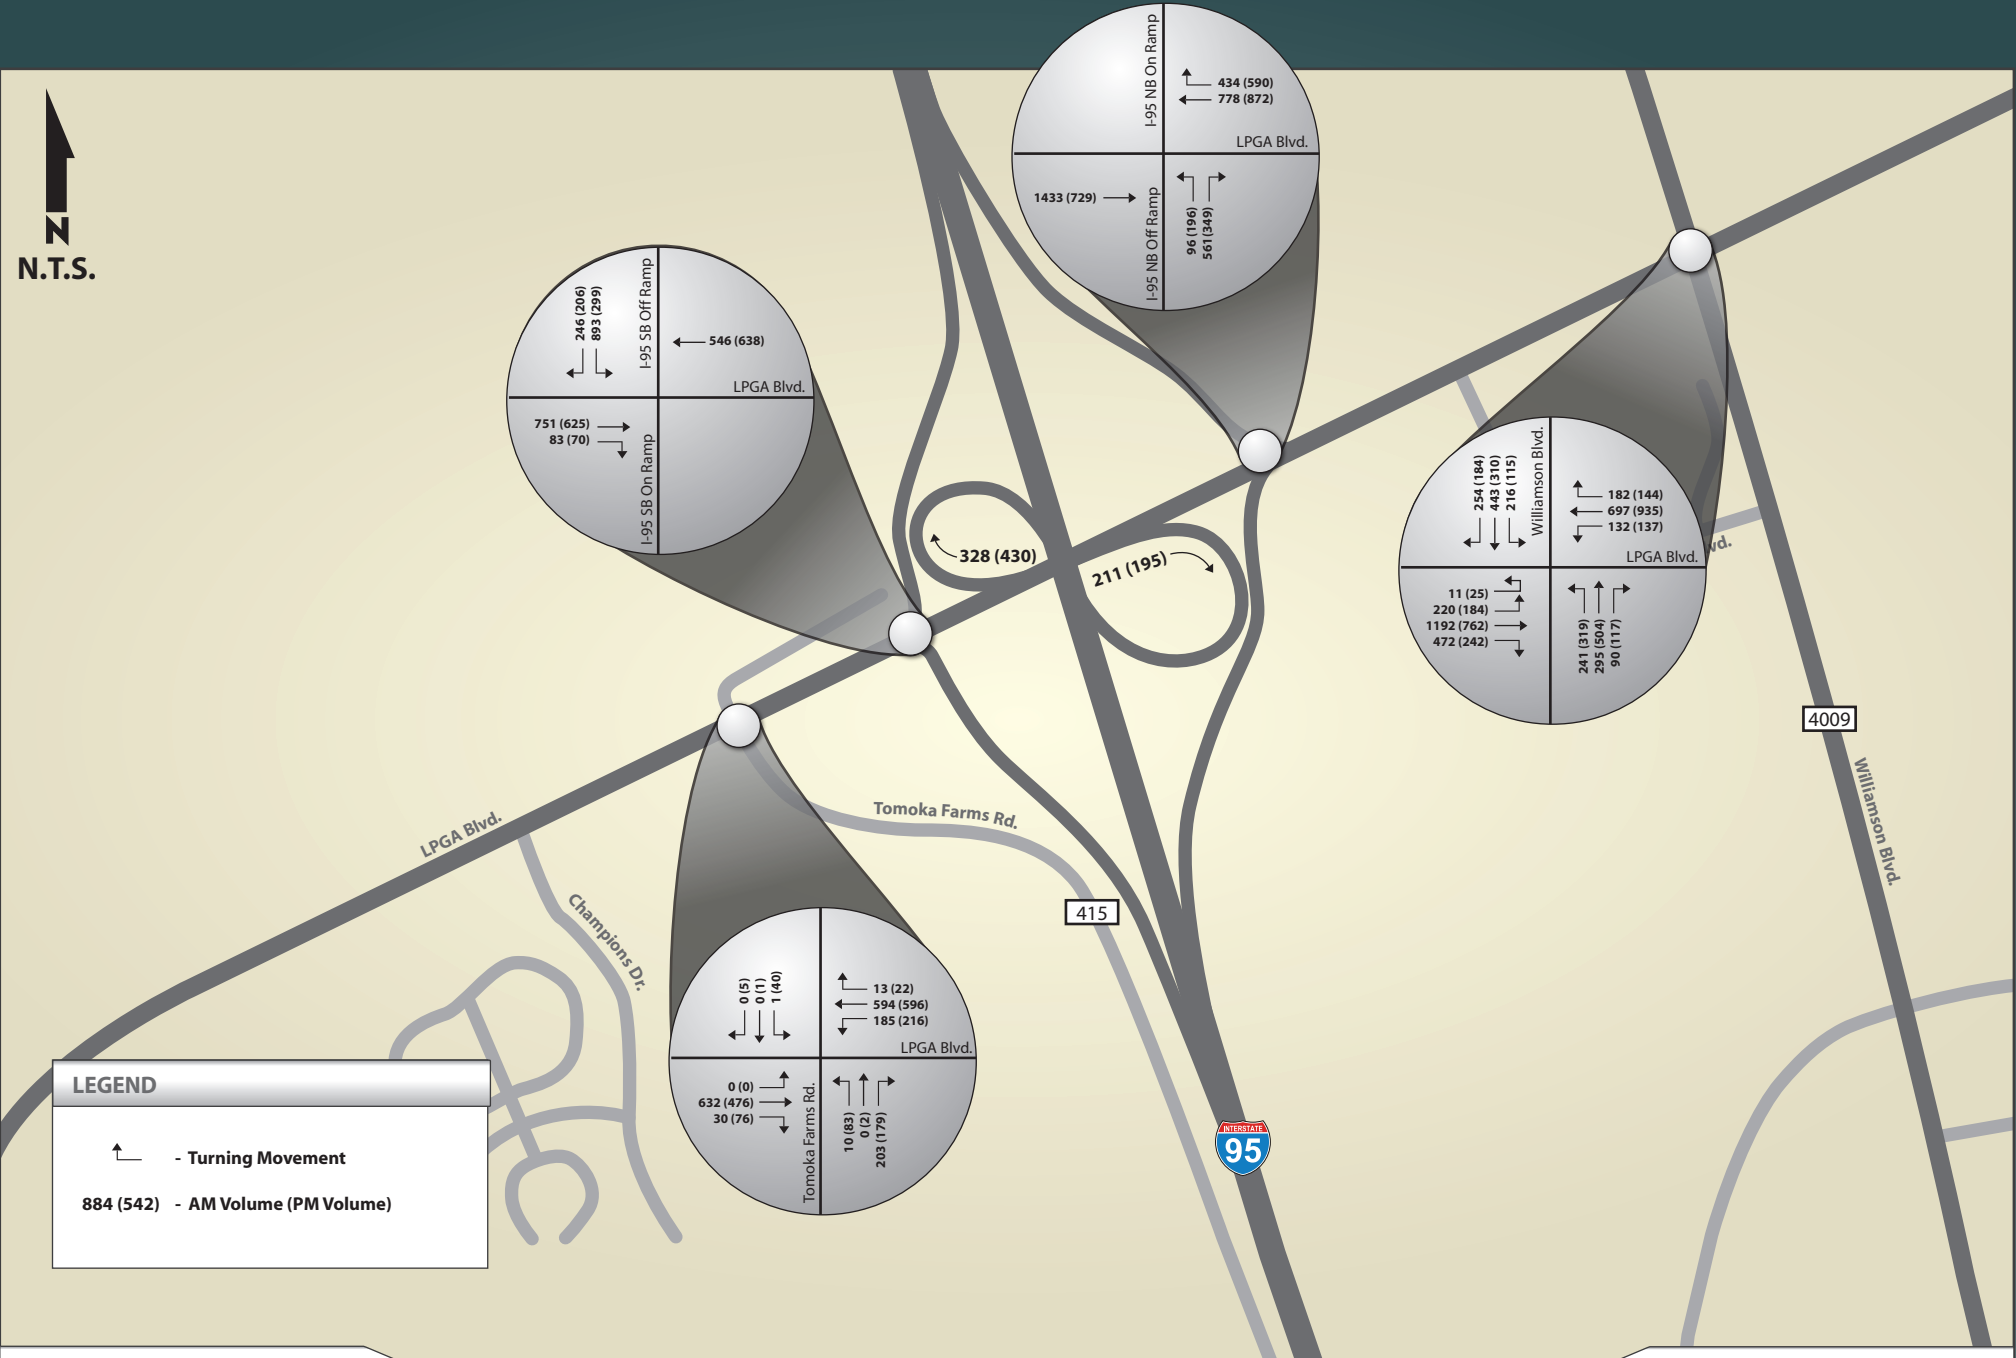 N
N.T.S.
I-95 NB On Ramp
434 (590)
778 (872)
LPGA Blvd.
1433 (729)
I-95 NB Off Ramp
96 (196)
561 (349)
246 (206)
893 (299)
I-95 SB Off Ramp
546 (638)
LPGA Blvd.
751 (625)
83 (70)
I-95 SB On Ramp
328 (430)
211 (195)
254 (184)
443 (310)
216 (115)
Williamson Blvd.
182 (144)
697 (935)
132 (137)
LPGA Blvd.
11 (25)
220 (184)
1192 (762)
472 (242)
241 (319)
295 (504)
90 (117)
4009
Williamson Blvd.
LPGA Blvd.
Tomoka Farms Rd.
415
Champions Dr.
0 (5)
0 (1)
1 (40)
13 (22)
594 (596)
185 (216)
LPGA Blvd.
0 (0)
632 (476)
30 (76)
Tomoka Farms Rd.
10 (83)
0 (2)
203 (179)
INTERSTATE
95
LEGEND
- Turning Movement
884 (542) - AM Volume (PM Volume)